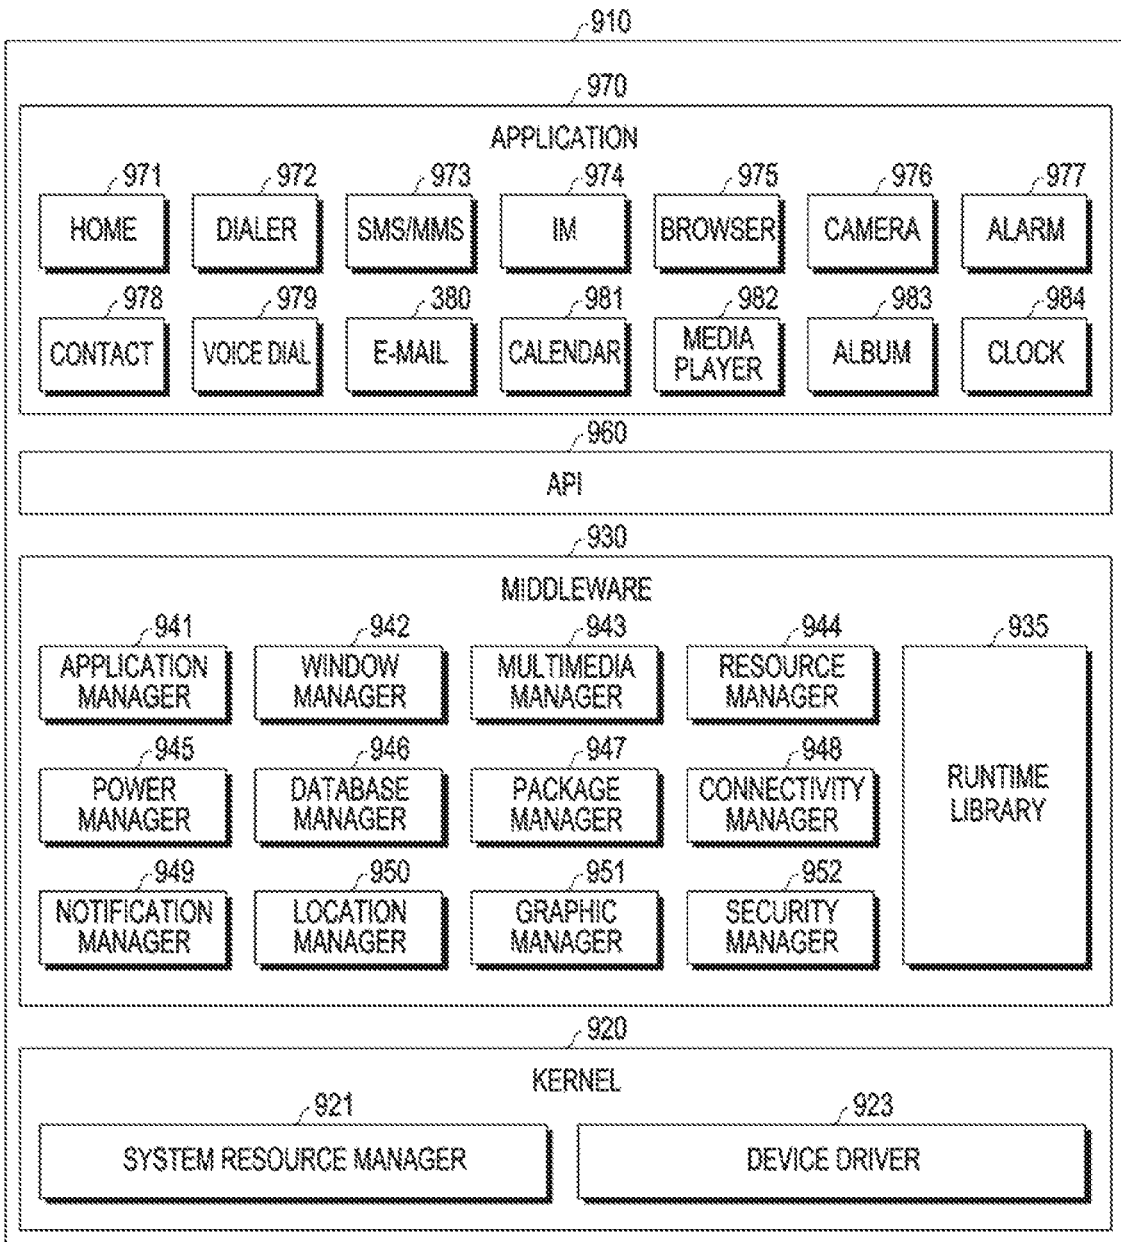 910
970
APPLICATION
971 972 973 974 975 976 977
HOME DIALER SMS/MMS IM BROWSER CAMERA ALARM
978 979 380 981 982 983 984
CONTACT VOICE DIAL E-MAIL CALENDAR MEDIA PLAYER ALBUM CLOCK
960
API
930
MIDDLEWARE
941 942 943 944 935
APPLICATION MANAGER WINDOW MANAGER MULTIMEDIA MANAGER RESOURCE MANAGER
945 946 947 948
POWER MANAGER DATABASE MANAGER PACKAGE MANAGER CONNECTIVITY MANAGER RUNTIME LIBRARY
949 950 951 952
NOTIFICATION MANAGER LOCATION MANAGER GRAPHIC MANAGER SECURITY MANAGER
920
KERNEL
921 923
SYSTEM RESOURCE MANAGER DEVICE DRIVER